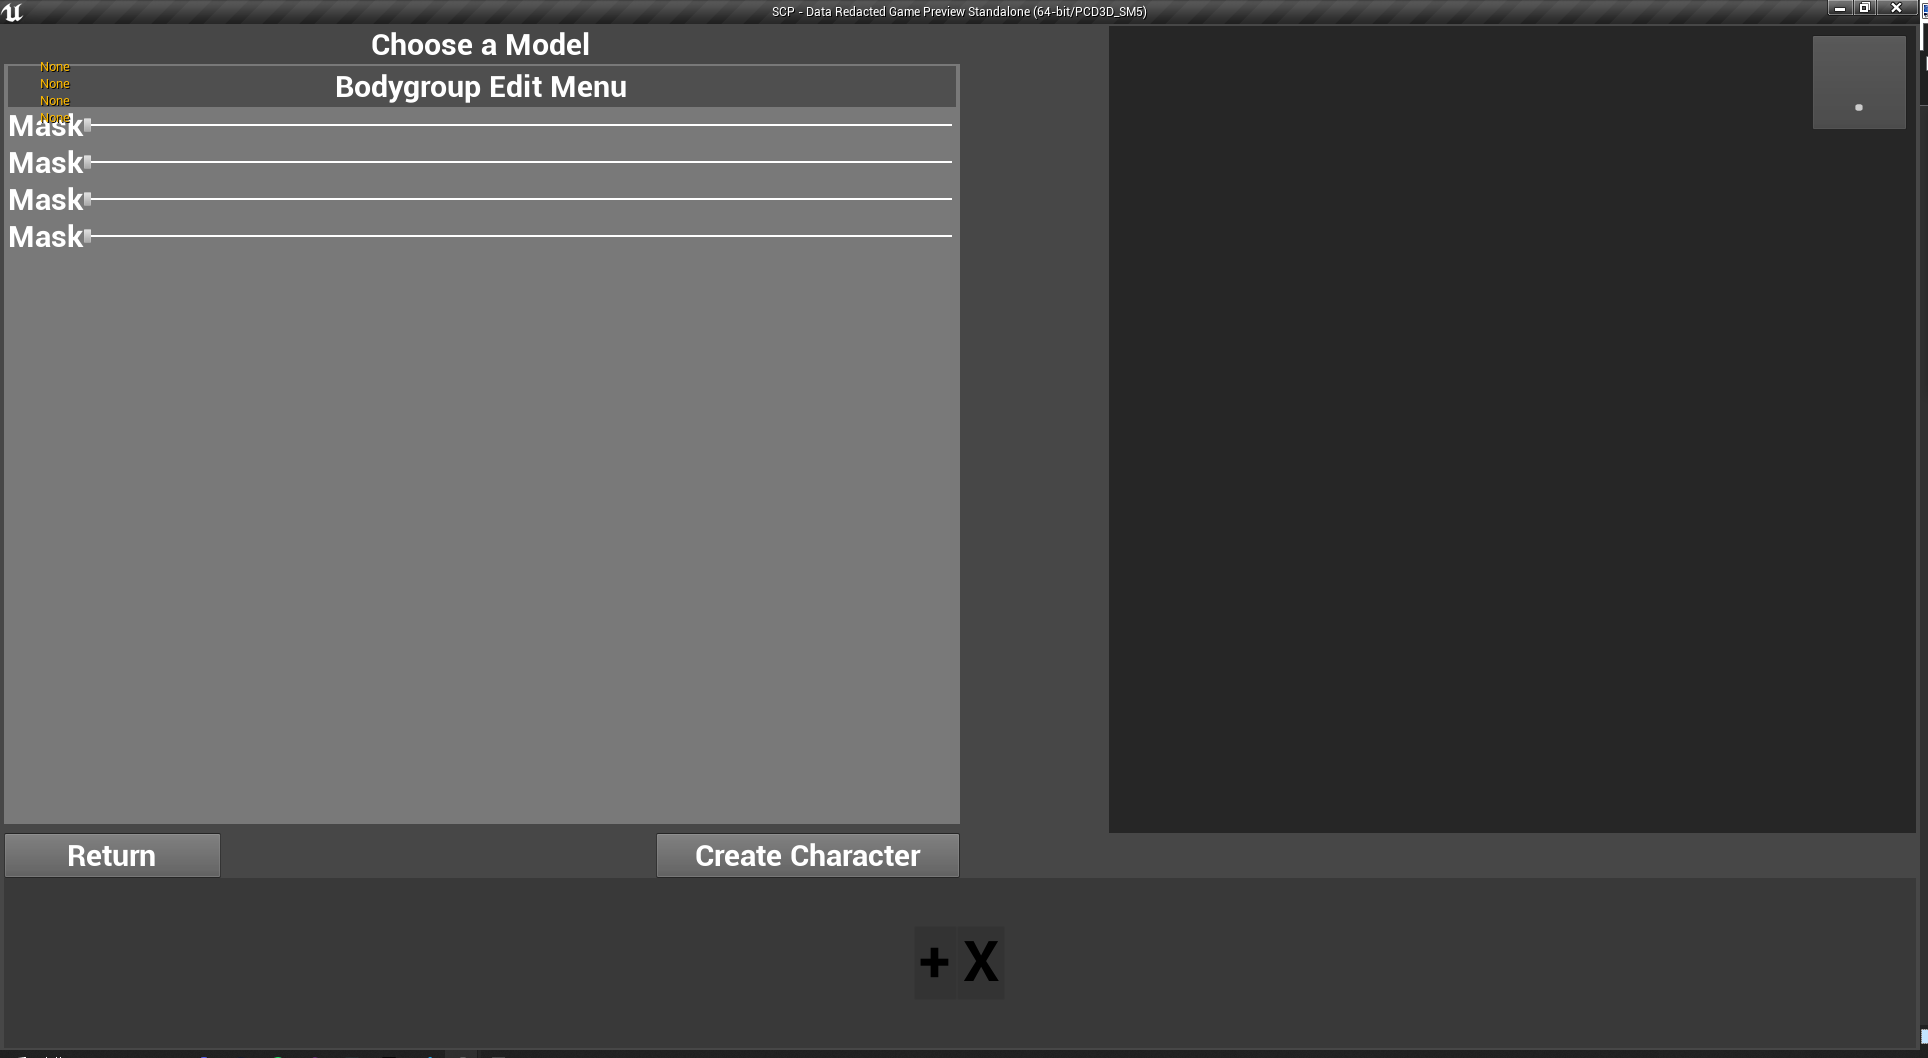 SCP - Data Redacted Game Preview Standalone (64-bit/PCD3D_SM5)
Choose a Model
None
Bodygroup Edit Menu
None
None
None
Mask
Mask
Mask
Mask
Return
Create Character
+ X